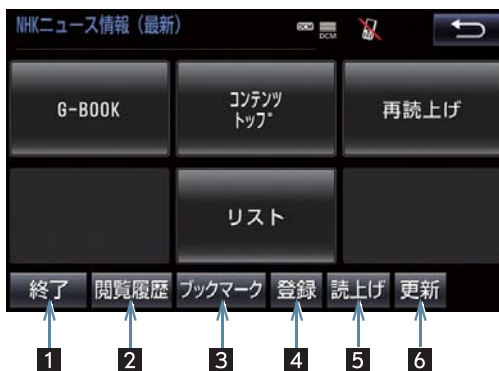 NHKニュース情報（最新）
DCM
DCM
G-BOOK
コンテンツ
トップ
再読上げ
リスト
終了 閲覧履歴 ブックマーク 登録 読上げ 更新
1 2 3 4 5 6